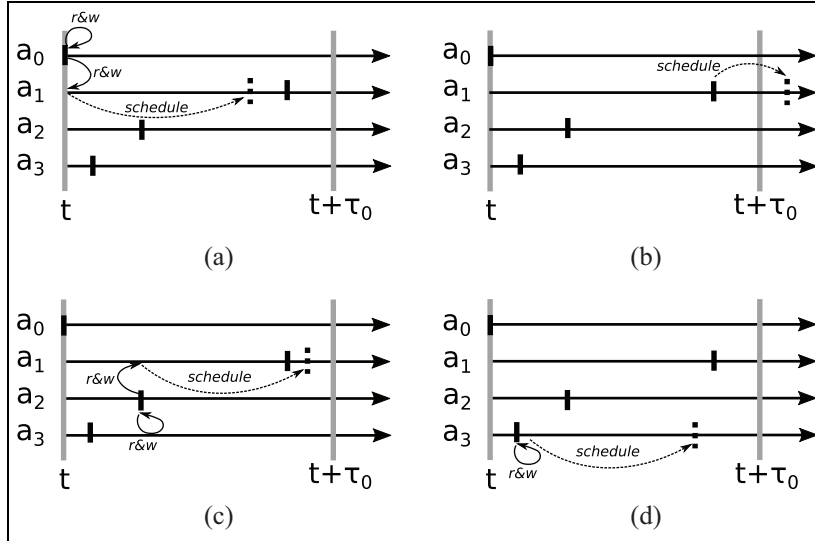 r&w
a0
r&w
a1
schedule
a2
a3
t
t+τ0
(a)
a0
schedule
a1
a2
a3
t
t+τ0
(b)
a0
a1
r&w
schedule
a2
a3
r&w
t
t+τ0
(c)
a0
a1
a2
a3
schedule
r&w
t
t+τ0
(d)